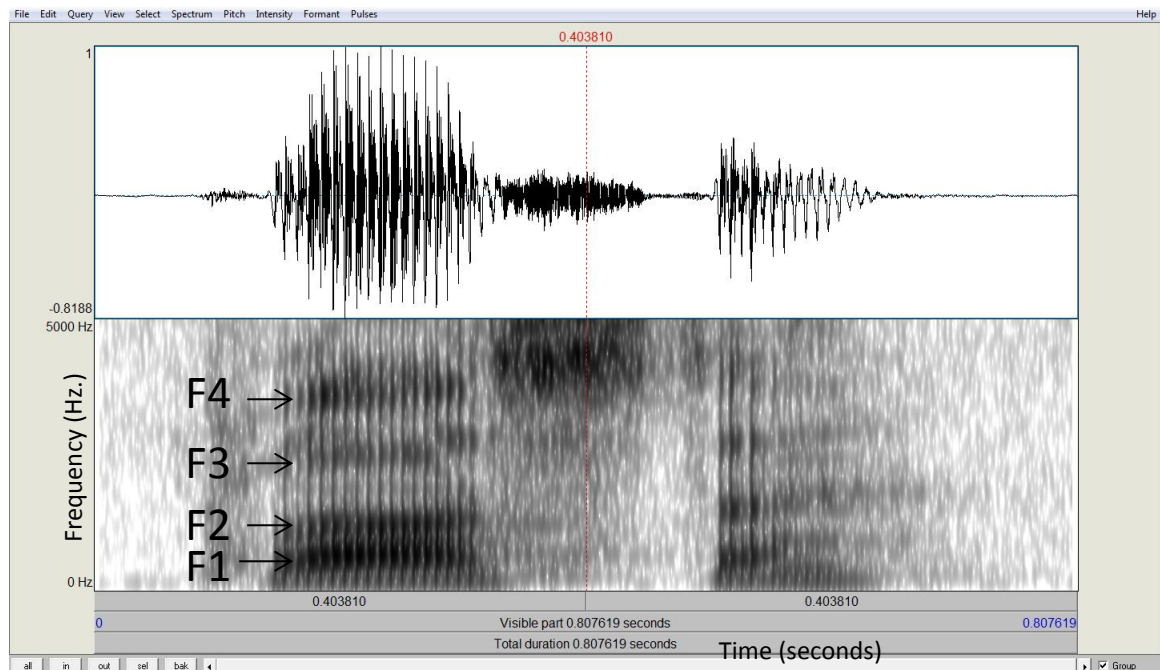 File Edit Query View Select Spectrum Pitch Intensity Formant Pulses Help
0.403810
1
-0.8188
5000 Hz
Frequency (Hz.)
F4
F3
F2
F1
0 Hz
0.403810 0.403810
0 Visible part 0.807619 seconds 0.807619
Total duration 0.807619 seconds
Time (seconds)
all in out sel bak Group